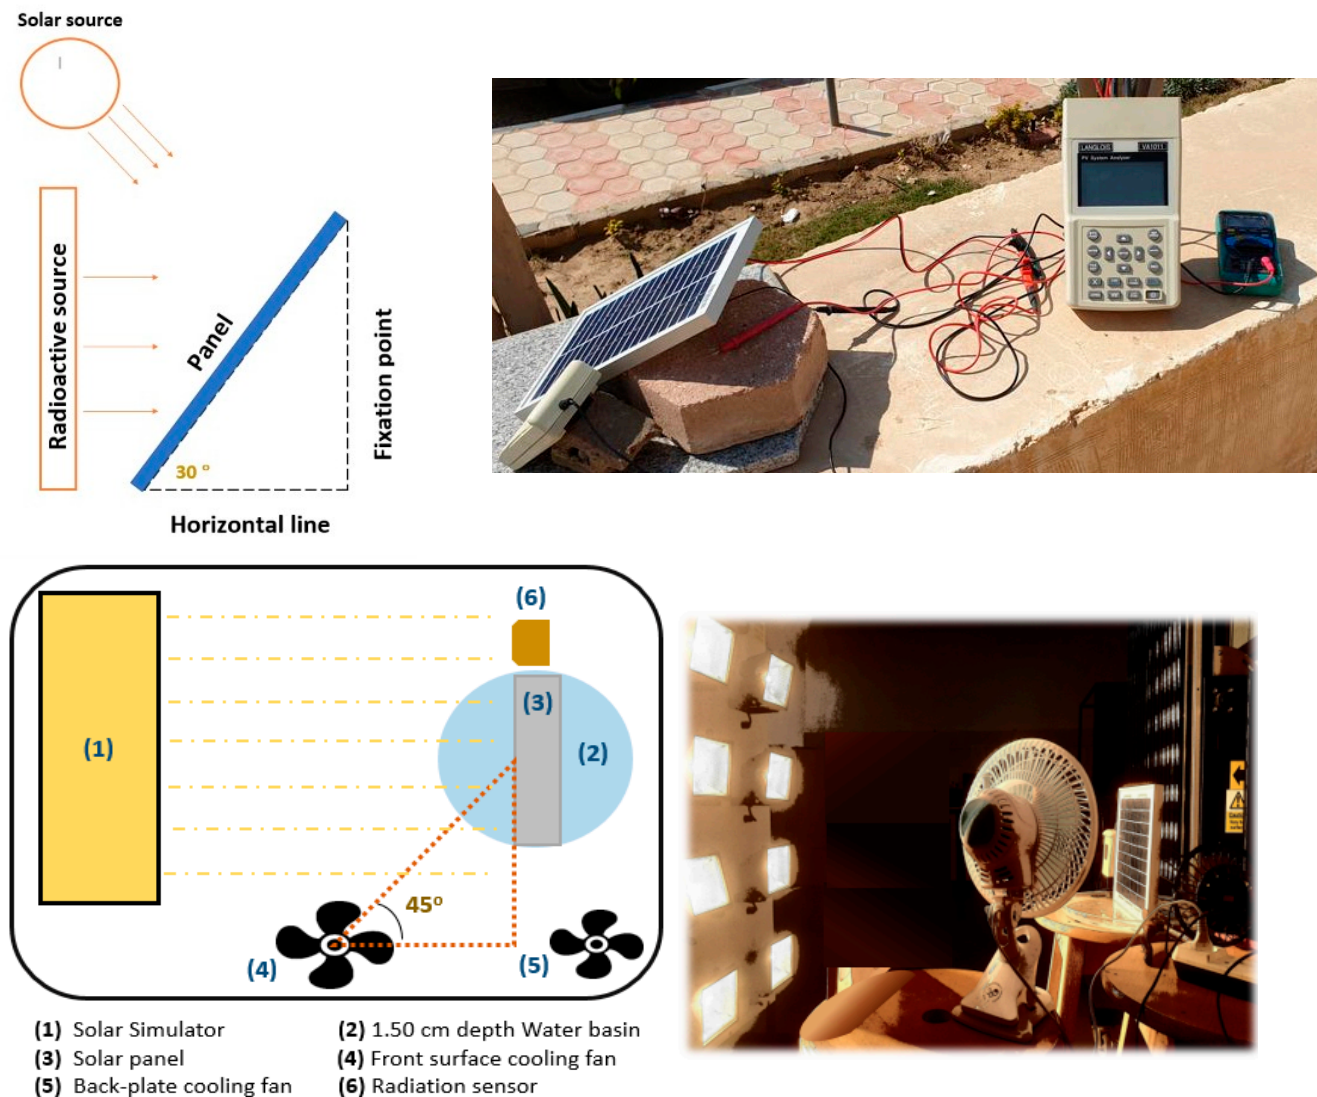 Solar source
Radioactive source
Panel
30 °
Fixation point
Horizontal line
LANGLOIS VA1011
PV System Analyzer
(6)
(3)
(1)
(2)
45°
(4)
(5)
(1) Solar Simulator
(2) 1.50 cm depth Water basin
(3) Solar panel
(4) Front surface cooling fan
(5) Back-plate cooling fan
(6) Radiation sensor